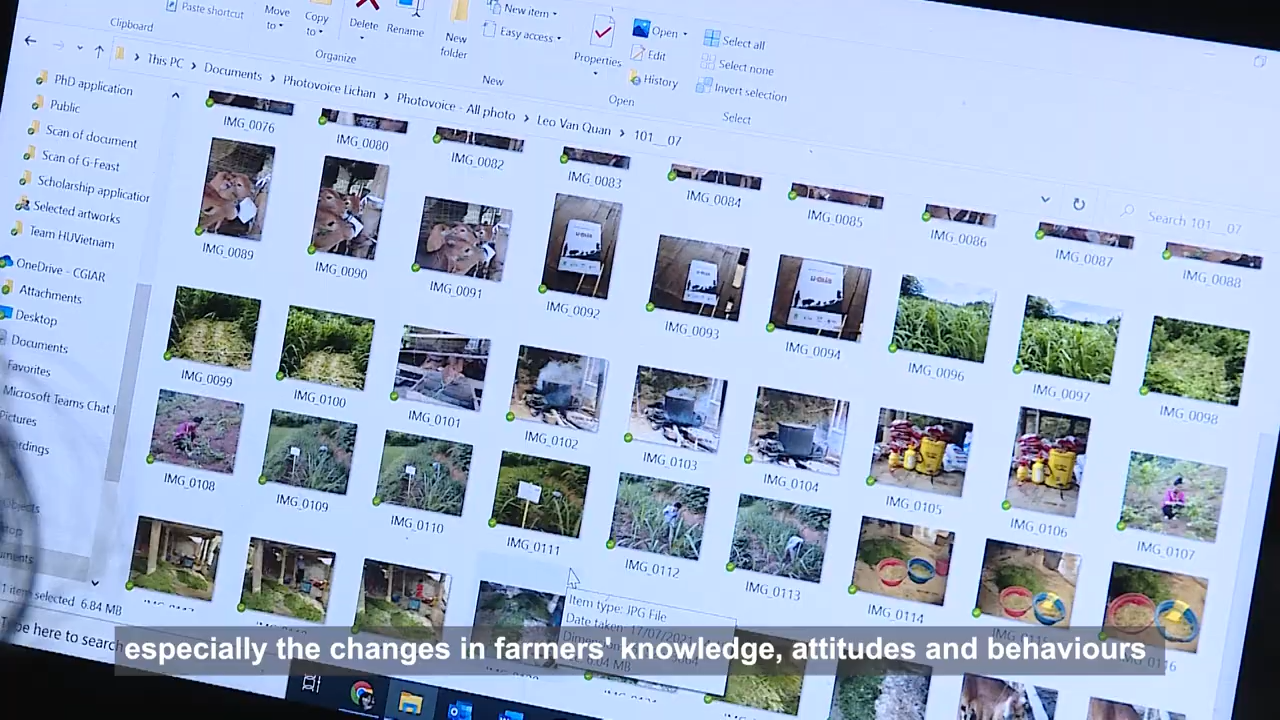 Paste shortcut
Clipboard
Move to
Copy to
Delete
Rename
Organize
New folder
New item
Easy access
New
Properties
Open
Edit
History
Open
Select all
Select none
Invert selection
Select
This PC > Documents > Photovoice Lichan > Photovoice - All photo > Leo Van Quan > 101__07
Search 101__07
PhD application
Public
Scan of document
Scan of G-Feast
Scholarship application
Selected artworks
Team HUVietnam
OneDrive - CGIAR
Attachments
Desktop
Documents
Favorites
Microsoft Teams Chat
IMG_0076
IMG_0080
IMG_0082
IMG_0083
IMG_0084
IMG_0085
IMG_0086
IMG_0087
IMG_0088
IMG_0089
IMG_0090
IMG_0091
IMG_0092
IMG_0093
IMG_0094
IMG_0096
IMG_0097
IMG_0098
IMG_0099
IMG_0100
IMG_0101
IMG_0102
IMG_0103
IMG_0104
IMG_0105
IMG_0106
IMG_0107
IMG_0108
IMG_0109
IMG_0110
IMG_0111
IMG_0112
IMG_0113
IMG_0114
Item type: JPG File
Date taken 17/07/2021
1 item selected 6.84 MB
especially the changes in farmers' knowledge, attitudes and behaviours